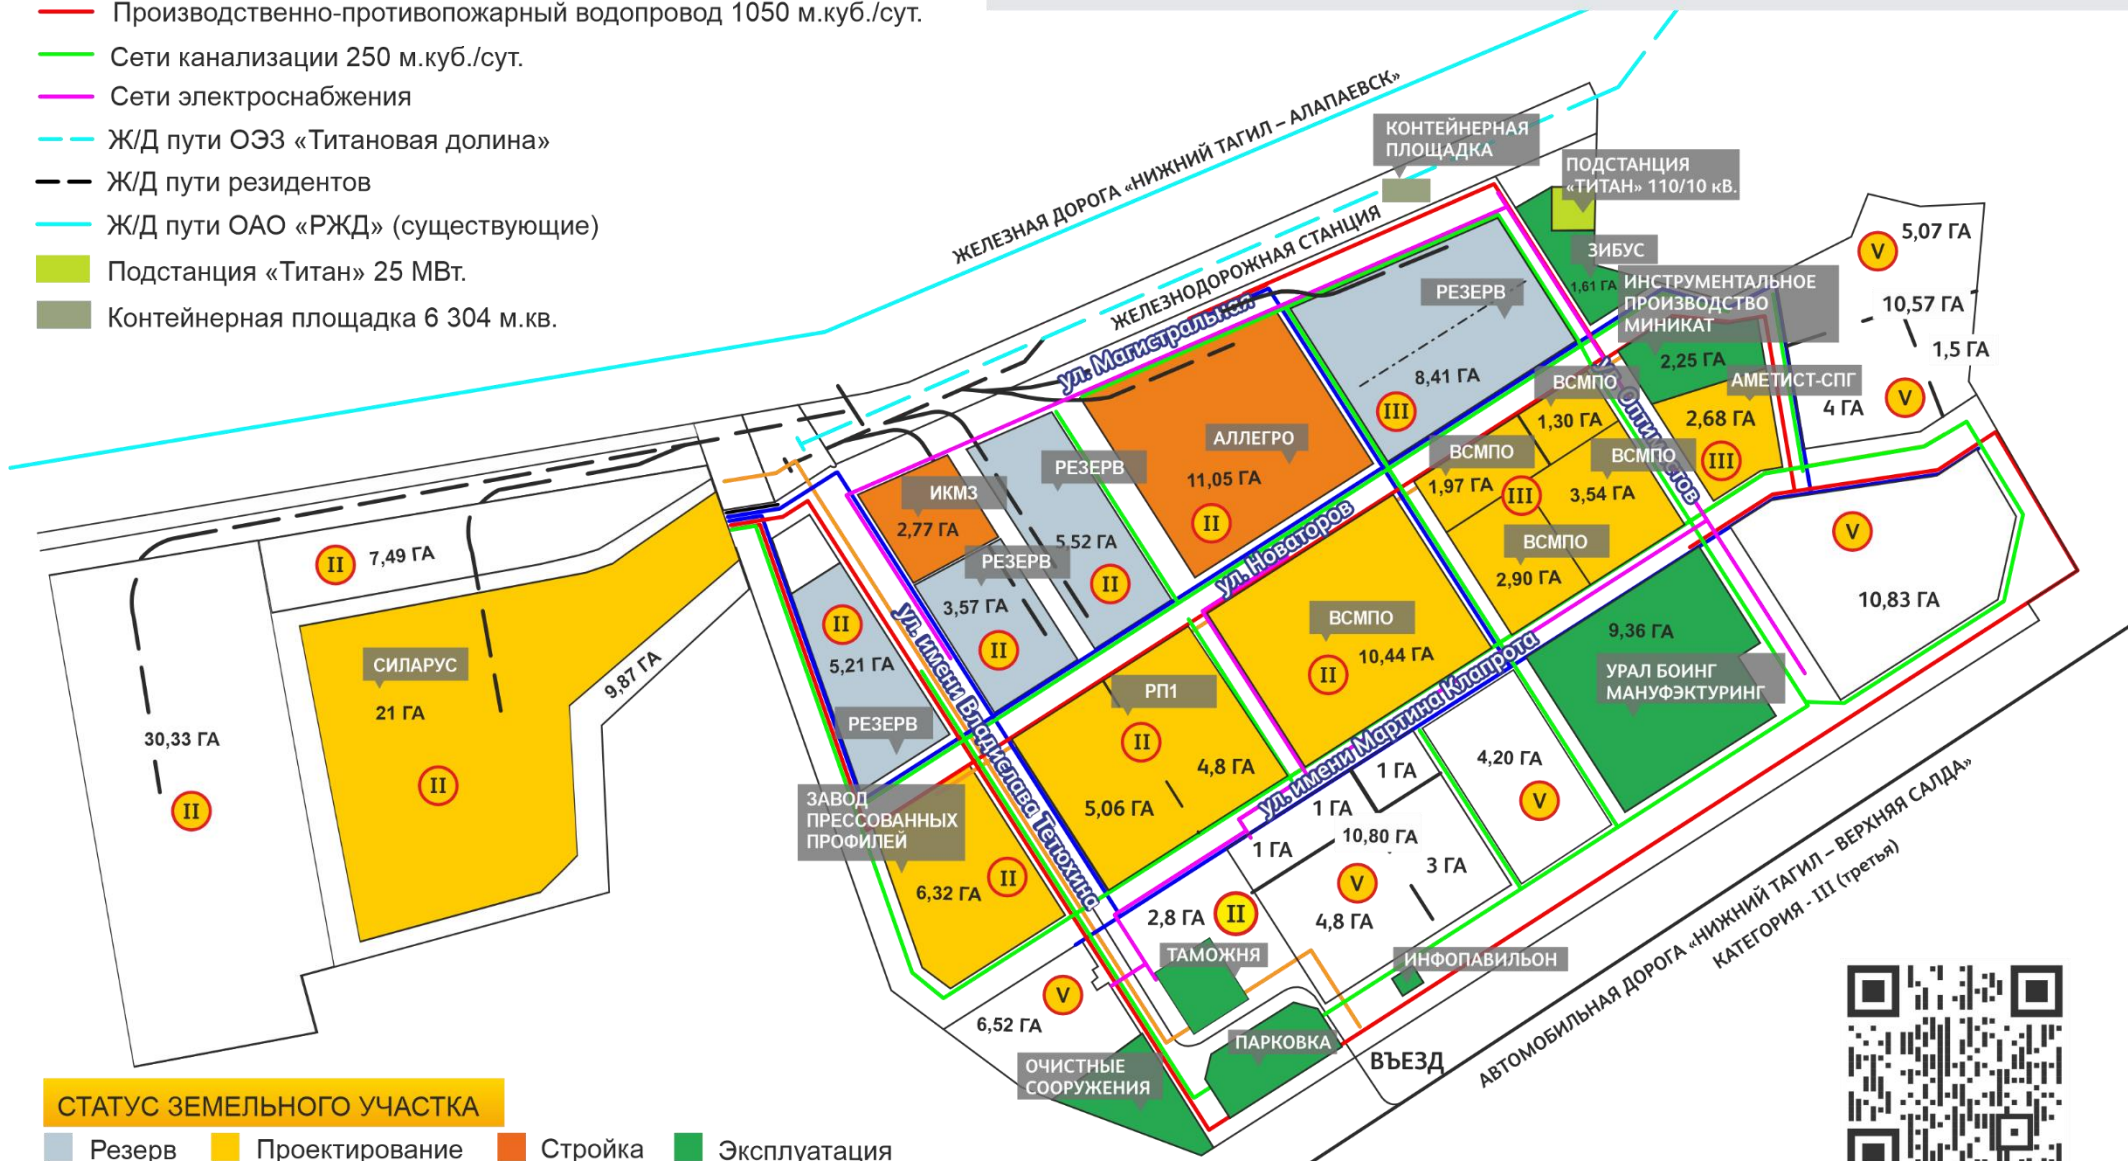 Производственно-противопожарный водопровод 1050 м.куб./сут.
Сети канализации 250 м.куб./сут.
Сети электроснабжения
Ж/Д пути ОЭЗ «Титановая долина»
Ж/Д пути резидентов
Ж/Д пути ОАО «РЖД» (существующие)
Подстанция «Титан» 25 МВт.
Контейнерная площадка 6 304 м.кв.
ЖЕЛЕЗНАЯ ДОРОГА «НИЖНИЙ ТАГИЛ – АЛАПАЕВСК»
ЖЕЛЕЗНОДОРОЖНАЯ СТАНЦИЯ
КОНТЕЙНЕРНАЯ
ПЛОЩАДКА
ПОДСТАНЦИЯ
«ТИТАН» 110/10 кВ.
ЗИБУС
1,61 ГА
ИНСТРУМЕНТАЛЬНОЕ
ПРОИЗВОДСТВО
МИНИКАТ
2,25 ГА
V
5,07 ГА
10,57 ГА
1,5 ГА
4 ГА
V
АМЕТИСТ-СПГ
2,68 ГА
III
ул. Магистральная
РЕЗЕРВ
8,41 ГА
III
ул. Оптимистов
ВСМПО
1,30 ГА
ВСМПО
1,97 ГА
III
ВСМПО
3,54 ГА
ВСМПО
2,90 ГА
АЛЛЕГРО
11,05 ГА
II
РЕЗЕРВ
5,52 ГА
II
ИКМЗ
2,77 ГА
РЕЗЕРВ
3,57 ГА
II
ул. Новаторов
II
7,49 ГА
СИЛАРУС
21 ГА
II
9,87 ГА
30,33 ГА
II
II
5,21 ГА
РЕЗЕРВ
ул. имени Владислава Тетюхина
ВСМПО
10,44 ГА
II
РП1
II
4,8 ГА
5,06 ГА
ул. имени Мартина Клапрота
V
10,83 ГА
9,36 ГА
УРАЛ БОИНГ
МАНУФЭКТУРИНГ
4,20 ГА
V
1 ГА
1 ГА
1 ГА
10,80 ГА
3 ГА
V
4,8 ГА
ЗАВОД
ПРЕССОВАННЫХ
ПРОФИЛЕЙ
6,32 ГА
II
2,8 ГА
II
ТАМОЖНЯ
ИНФОПАВИЛЬОН
V
6,52 ГА
ПАРКОВКА
ОЧИСТНЫЕ
СООРУЖЕНИЯ
ВЪЕЗД
АВТОМОБИЛЬНАЯ ДОРОГА «НИЖНИЙ ТАГИЛ – ВЕРХНЯЯ САЛДА»
КАТЕГОРИЯ - III (третья)
СТАТУС ЗЕМЕЛЬНОГО УЧАСТКА
Резерв
Проектирование
Стройка
Эксплуатация